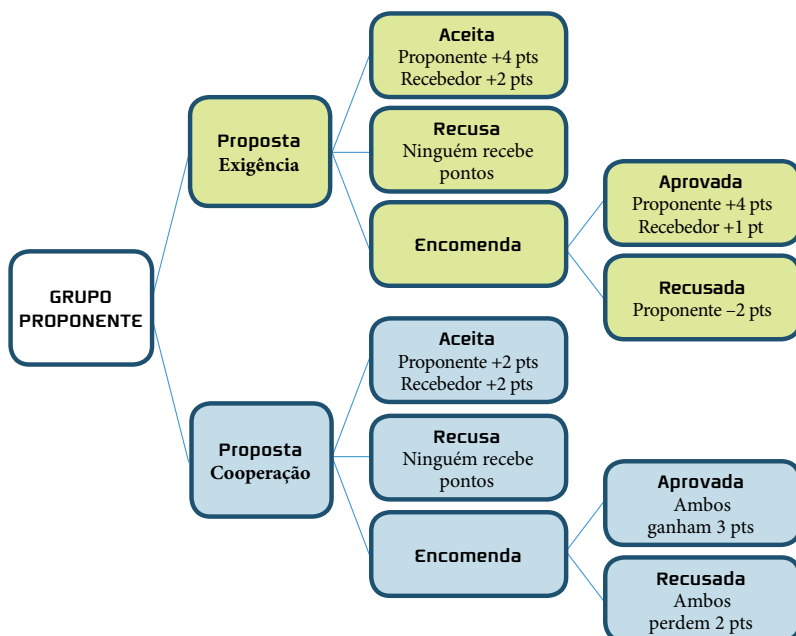 GRUPO
PROPONENTE
Proposta
Exigência
Aceita
Proponente +4 pts
Recebedor +2 pts
Recusa
Ninguém recebe
pontos
Encomenda
Aprovada
Proponente +4 pts
Recebedor +1 pt
Recusada
Proponente –2 pts
Proposta
Cooperação
Aceita
Proponente +2 pts
Recebedor +2 pts
Recusa
Ninguém recebe
pontos
Encomenda
Aprovada
Ambos
ganham 3 pts
Recusada
Ambos
perdem 2 pts